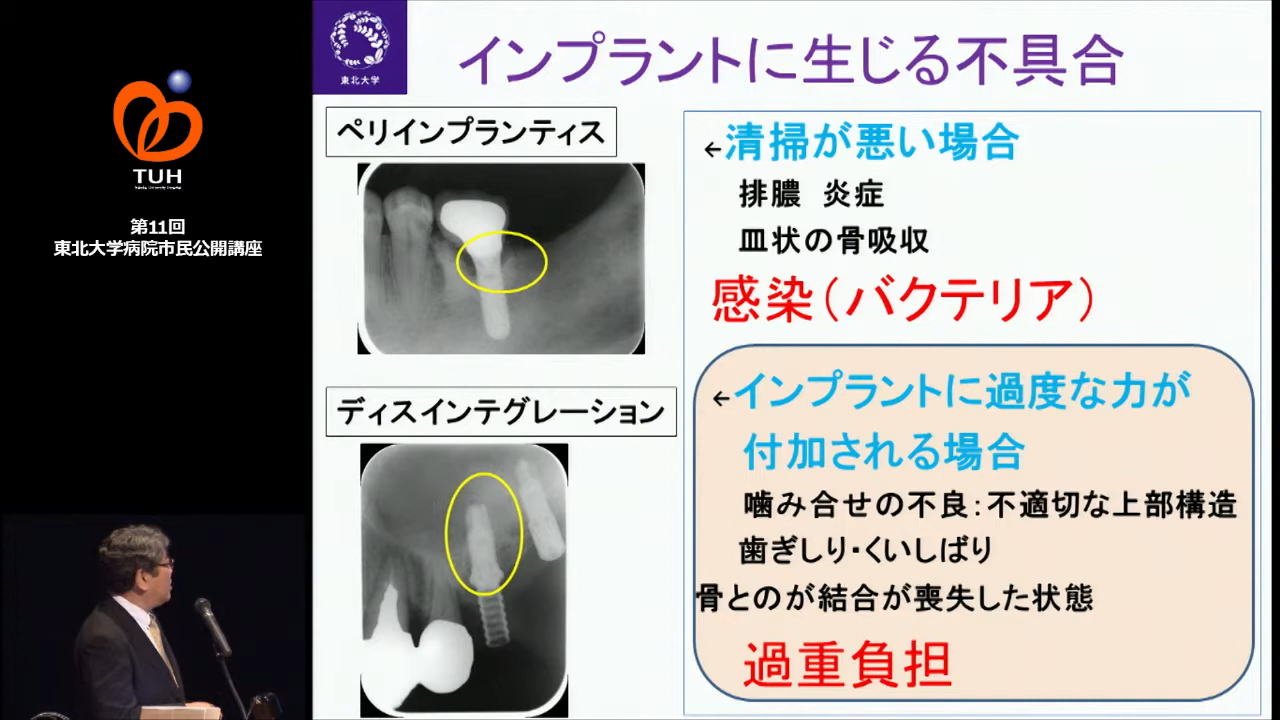 TUH
第11回
東北大学病院市民公開講座
東北大学
インプラントに生じる不具合
ペリインプランティス
←清掃が悪い場合
排膿 炎症
皿状の骨吸収
感染(バクテリア)
ディスインテグレーション
←インプラントに過度な力が
付加される場合
噛み合せの不良:不適切な上部構造
歯ぎしり・くいしばり
骨とのが結合が喪失した状態
過重負担